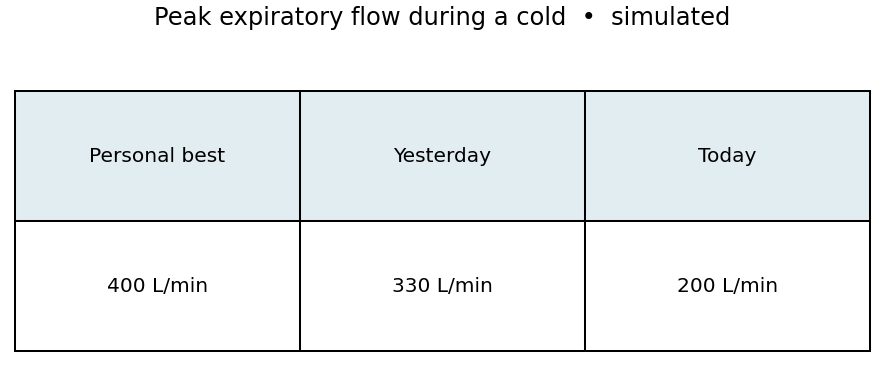 Peak expiratory flow during a cold • simulated
Personal best Yesterday Today
400 L/min 330 L/min 200 L/min